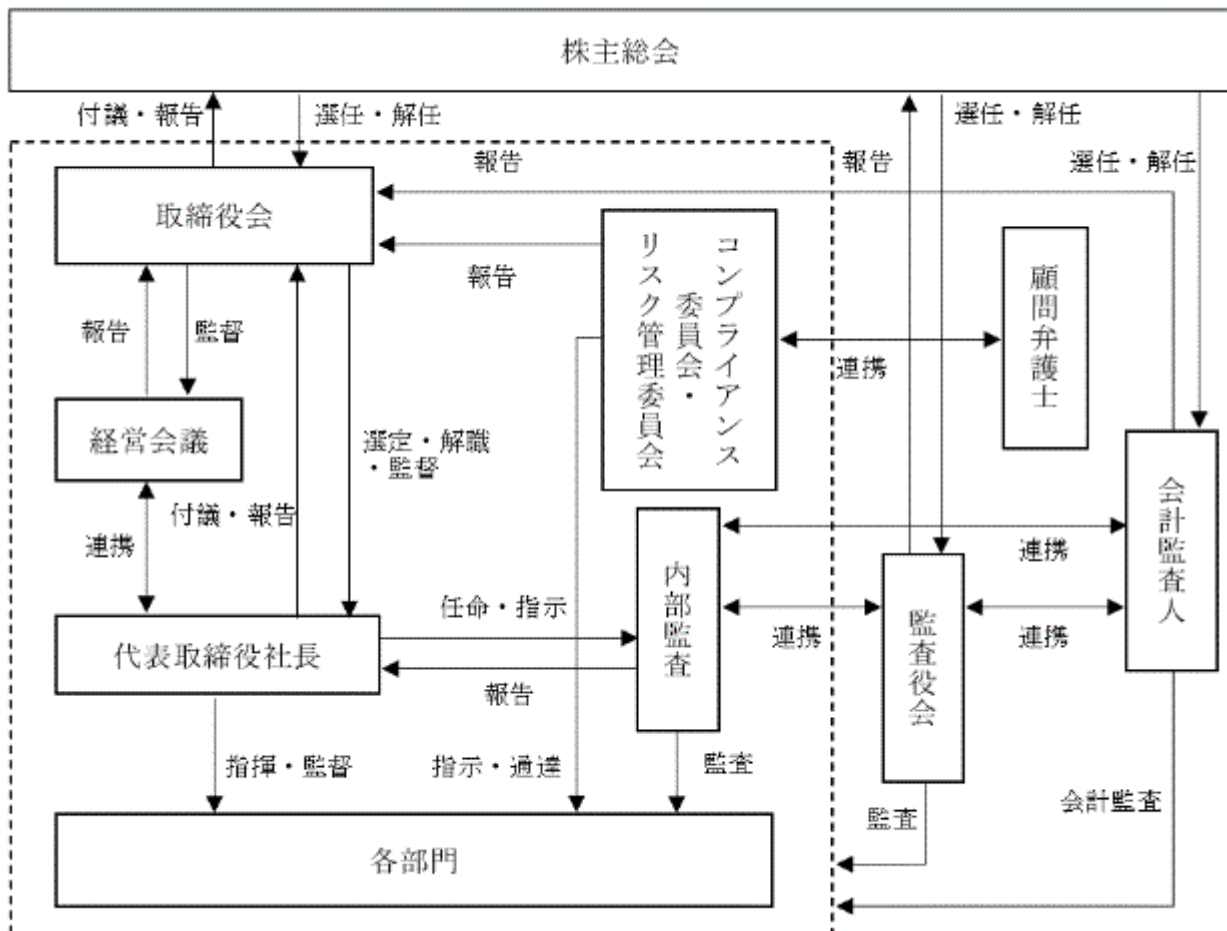 株主総会
付議・報告
選任・解任
報告
選任・解任
選任・解任
報告
取締役会
報告
コンプライアンス
委員会・
リスク管理委員会
顧問弁護士
報告
監督
連携
経営会議
選定・解職
・監督
付議・報告
連携
会計監査人
連携
内部監査
任命・指示
連携
連携
代表取締役社長
報告
監査役会
指揮・監督
指示・通達
監査
会計監査
監査
各部門